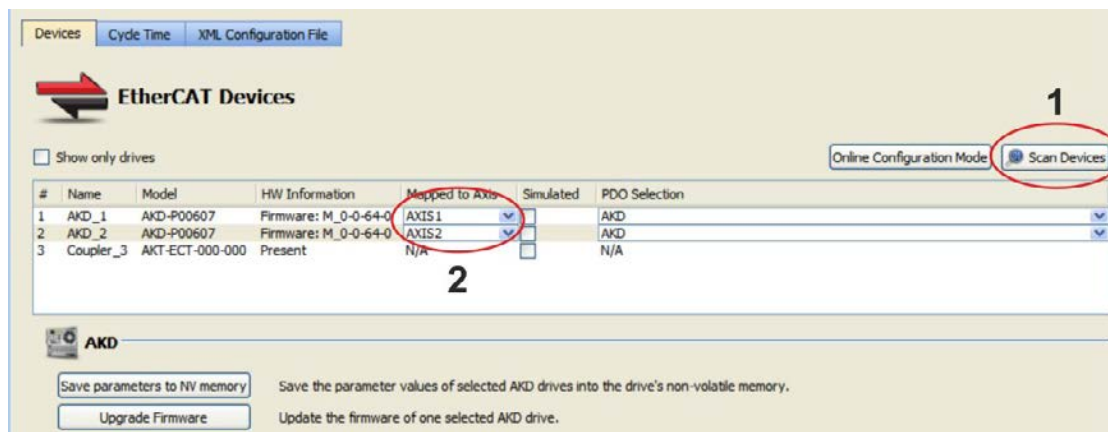 Devices Cycle Time XML Configuration File
EtherCAT Devices
1
Show only drives Online Configuration Mode Scan Devices
# Name Model HW Information Mapped to Axis Simulated PDO Selection
1 AKD_1 AKD-P00607 Firmware: M_0-0-64-0 AXIS1 AKD
2 AKD_2 AKD-P00607 Firmware: M_0-0-64-0 AXIS2 AKD
3 Coupler_3 AKT-ECT-000-000 Present N/A N/A
2
AKD
Save parameters to NV memory Save the parameter values of selected AKD drives into the drive's non-volatile memory.
Upgrade Firmware Update the firmware of one selected AKD drive.